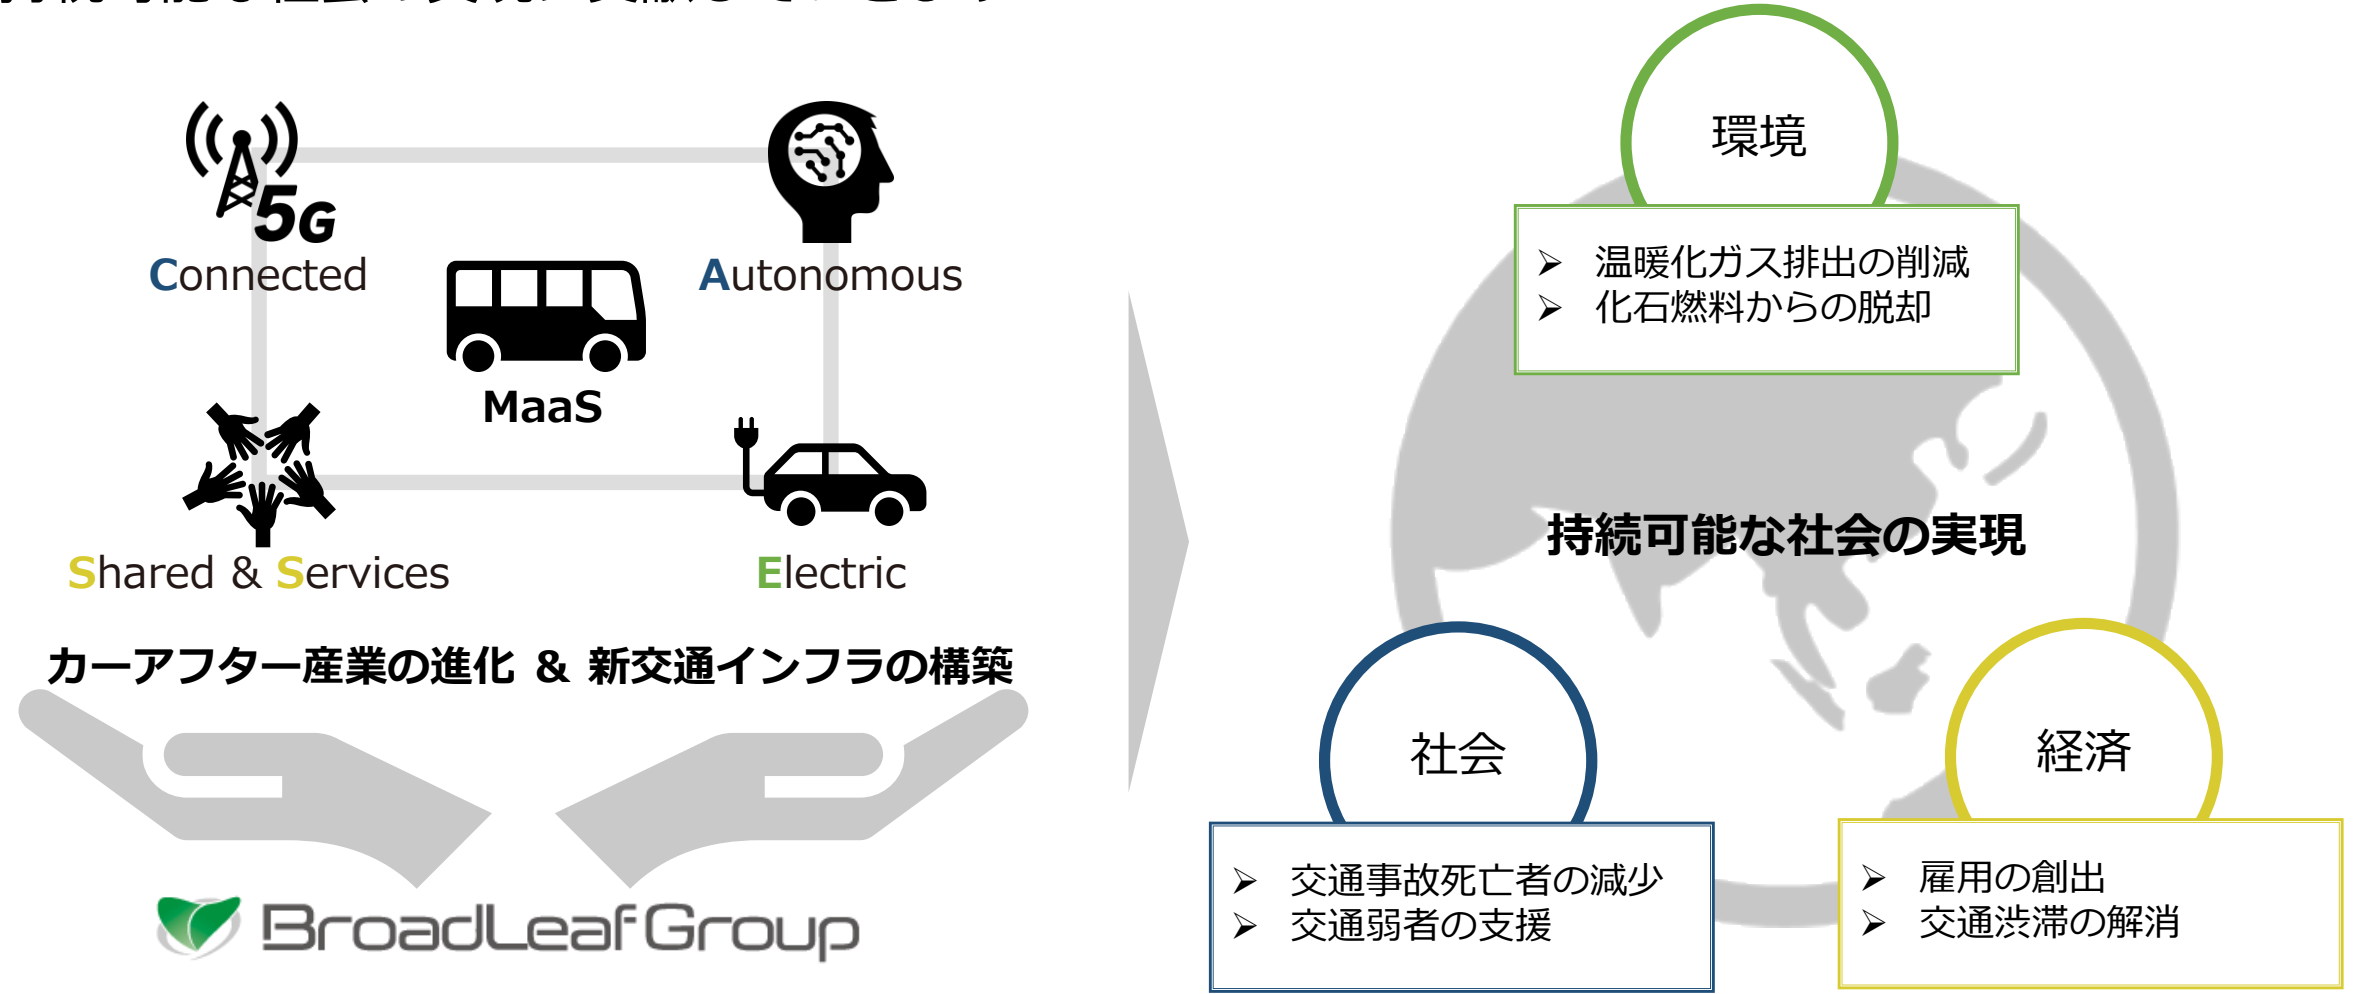 5G
Connected
Autonomous
MaaS
Shared & Services
Electric
カーアフター産業の進化 & 新交通インフラの構築
BroadLeafGroup
環境
➢ 温暖化ガス排出の削減
➢ 化石燃料からの脱却
持続可能な社会の実現
社会
➢ 交通事故死亡者の減少
➢ 交通弱者の支援
経済
➢ 雇用の創出
➢ 交通渋滞の解消